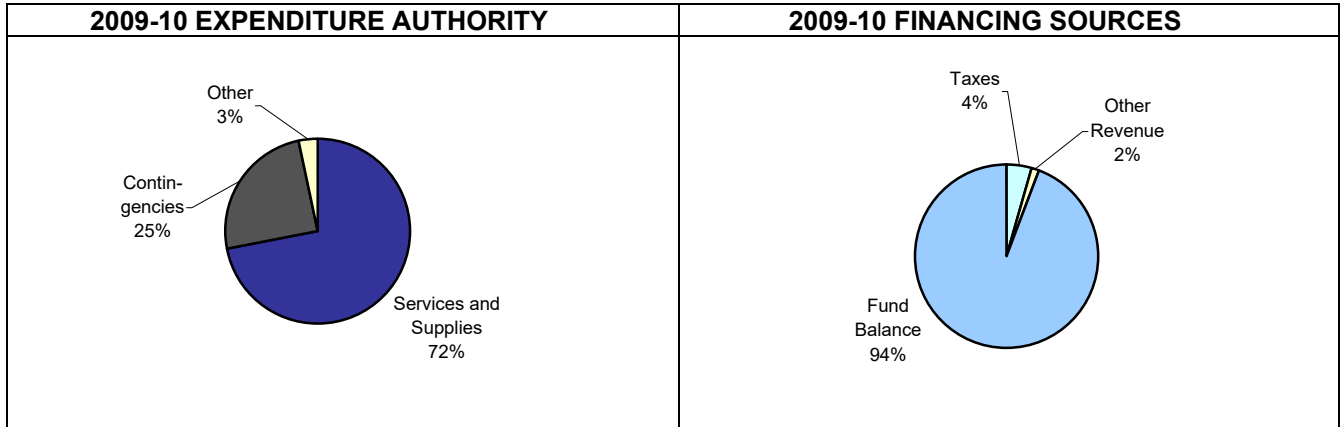 2009-10 EXPENDITURE AUTHORITY
Other
3%
Contin-
gencies
25%
Services and
Supplies
72%
2009-10 FINANCING SOURCES
Taxes
4%
Other
Revenue
2%
Fund
Balance
94%